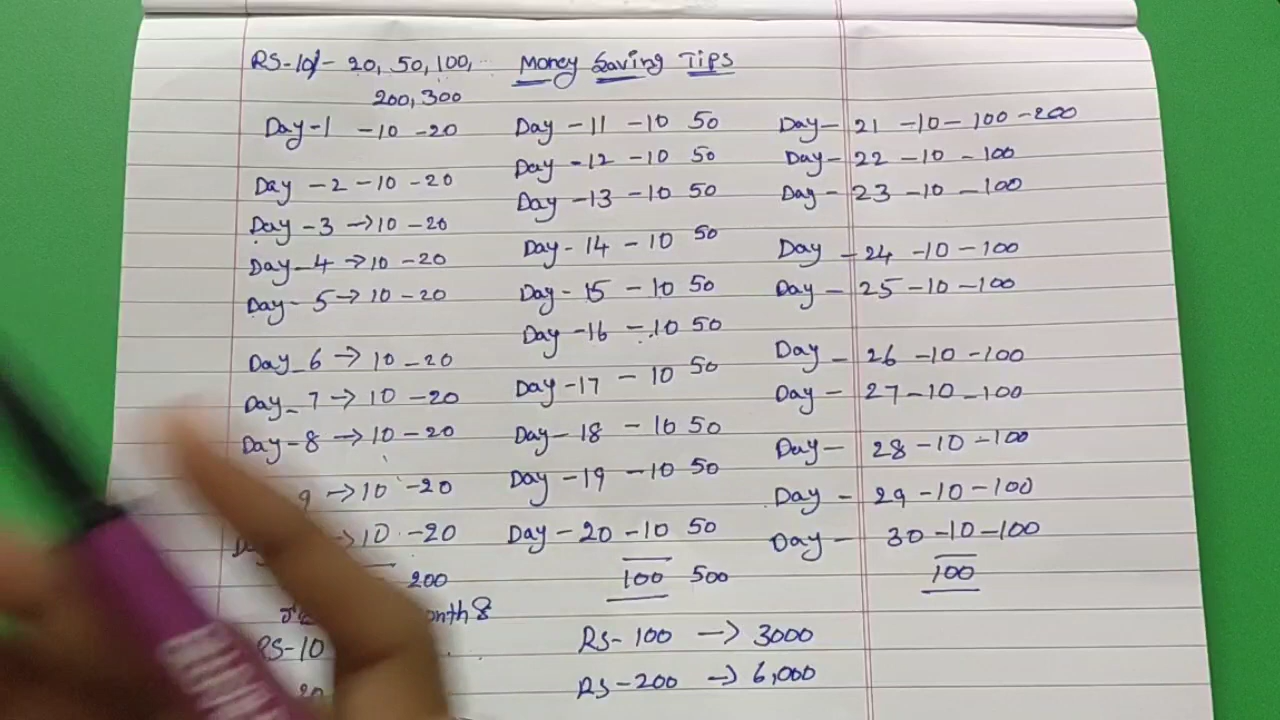 RS-10/- 20, 50, 100,
200, 300
Money Saving Tips
Day-1 -10 -20
Day -2 -10 -20
Day -3 →10 -20
Day -4 →10 -20
Day- 5→ 10 -20
Day-6 → 10 -20
Day-7 → 10 -20
Day-8 → 10 -20
9 →10 -20
→10 -20
200
RS-10
Day -11 -10 50
Day -12 -10 50
Day -13 -10 50
Day- 14 - 10 50
Day- 15 - 10 50
Day -16 - 10 50
Day -17 - 10 50
Day- 18 - 10 50
Day -19 -10 50
Day -20 -10 50
100 500
RS-100 → 3000
RS-200 → 6,000
Day- 21 -10 - 100 -200
Day- 22 -10 -100
Day- 23 -10 -100
Day - 24 -10 -100
Day - 25 -10 -100
Day - 26 -10 -100
Day - 27 -10 -100
Day- 28 -10 -100
Day - 29 -10 -100
Day- 30 -10 -100
100